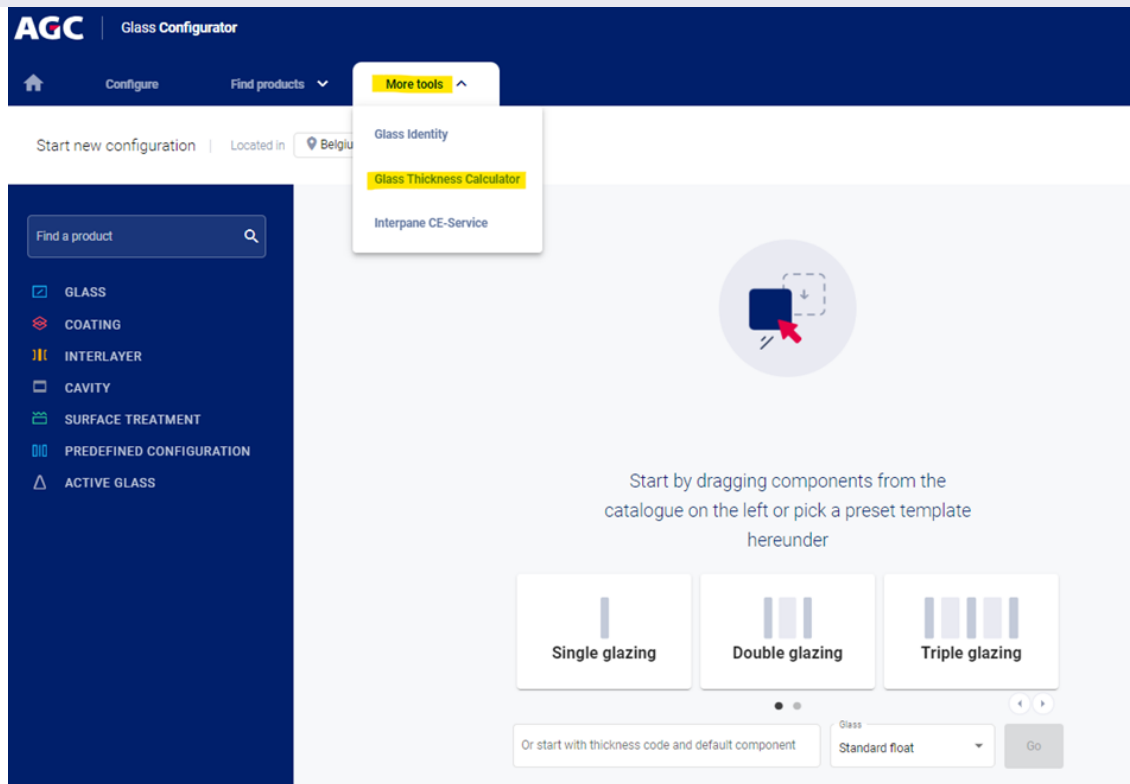 AGC Glass Configurator
Configure Find products More tools
Glass Identity
Start new configuration Located in Belgiu
Glass Thickness Calculator
Interpane CE-Service
Find a product
GLASS
COATING
INTERLAYER
CAVITY
SURFACE TREATMENT
PREDEFINED CONFIGURATION
ACTIVE GLASS
Start by dragging components from the
catalogue on the left or pick a preset template
hereunder
Single glazing Double glazing Triple glazing
Glass
Or start with thickness code and default component Standard float Go